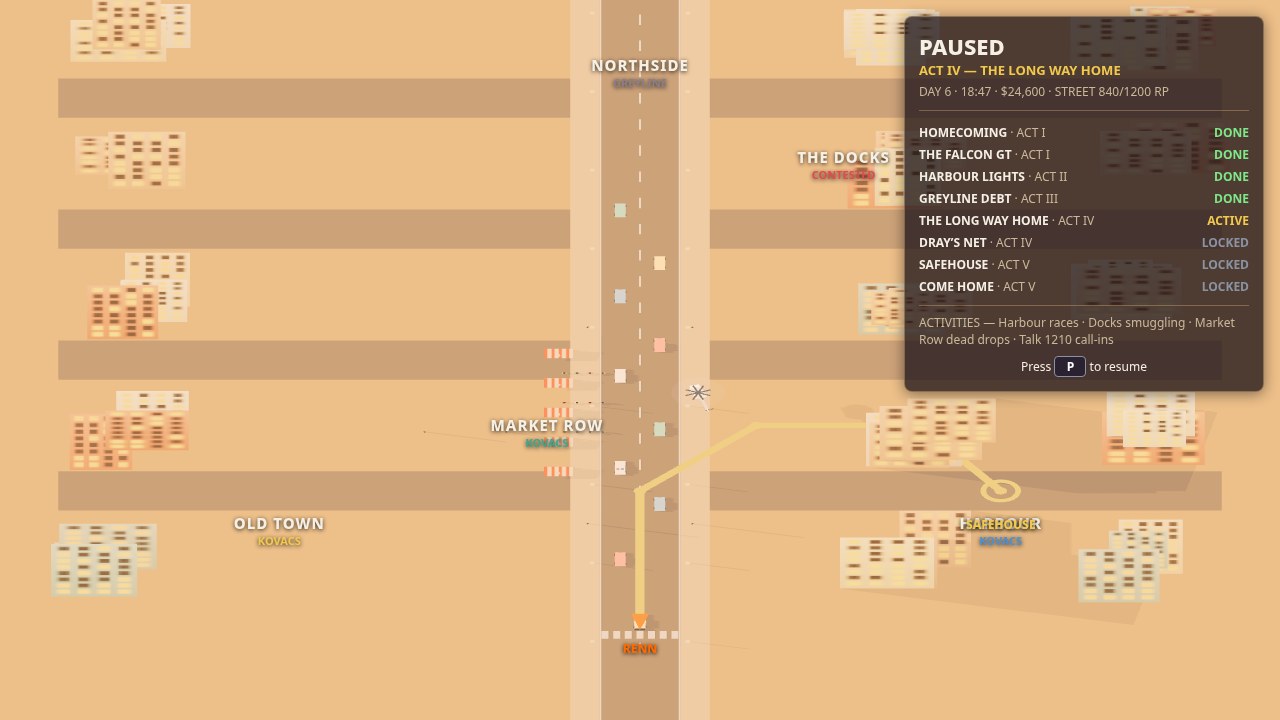 NORTHSIDE
GREYLINE
THE DOCKS
CONTESTED
MARKET ROW
KOVACS
OLD TOWN
KOVACS
HARBOUR
SAFEHOUSE
KOVACS
RENN
PAUSED
ACT IV — THE LONG WAY HOME
DAY 6 · 18:47 · $24,600 · STREET 840/1200 RP
HOMECOMING · ACT I DONE
THE FALCON GT · ACT I DONE
HARBOUR LIGHTS · ACT II DONE
GREYLINE DEBT · ACT III DONE
THE LONG WAY HOME · ACT IV ACTIVE
DRAY'S NET · ACT IV LOCKED
SAFEHOUSE · ACT V LOCKED
COME HOME · ACT V LOCKED
ACTIVITIES — Harbour races · Docks smuggling · Market
Row dead drops · Talk 1210 call-ins
Press P to resume